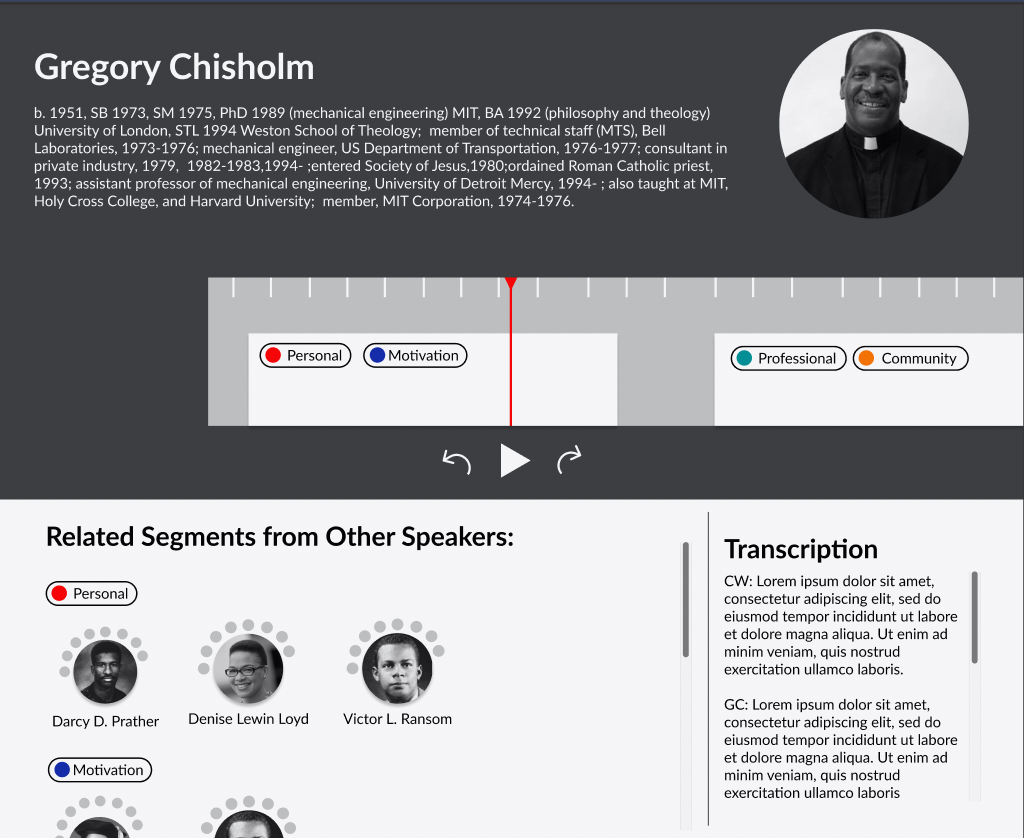 Gregory Chisholm
b. 1951, SB 1973, SM 1975, PhD 1989 (mechanical engineering) MIT, BA 1992 (philosophy and theology)
University of London, STL 1994 Weston School of Theology;  member of technical staff (MTS), Bell
Laboratories, 1973-1976; mechanical engineer, US Department of Transportation, 1976-1977; consultant in
private industry, 1979,  1982-1983,1994- ;entered Society of Jesus,1980;ordained Roman Catholic priest,
1993; assistant professor of mechanical engineering, University of Detroit Mercy, 1994- ; also taught at MIT,
Holy Cross College, and Harvard University;  member, MIT Corporation, 1974-1976.
Personal
Motivation
Professional
Community
Related Segments from Other Speakers:
Personal
Darcy D. Prather
Denise Lewin Loyd
Victor L. Ransom
Motivation
Transcription
CW: Lorem ipsum dolor sit amet,
consectetur adipiscing elit, sed do
eiusmod tempor incididunt ut labore
et dolore magna aliqua. Ut enim ad
minim veniam, quis nostrud
exercitation ullamco laboris.
GC: Lorem ipsum dolor sit amet,
consectetur adipiscing elit, sed do
eiusmod tempor incididunt ut labore
et dolore magna aliqua. Ut enim ad
minim veniam, quis nostrud
exercitation ullamco laboris